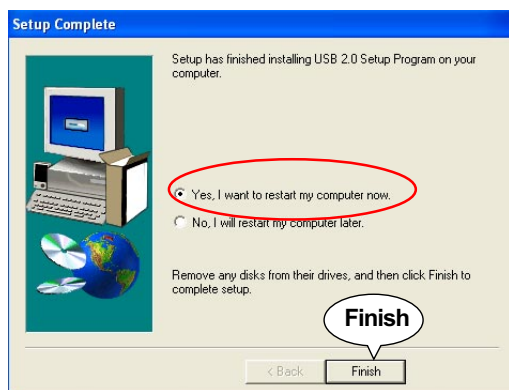 Setup Complete
Setup has finished installing USB 2.0 Setup Program on your
computer.
Yes, I want to restart my computer now.
No, I will restart my computer later.
Remove any disks from their drives, and then click Finish to
complete setup.
Finish
< Back
Finish